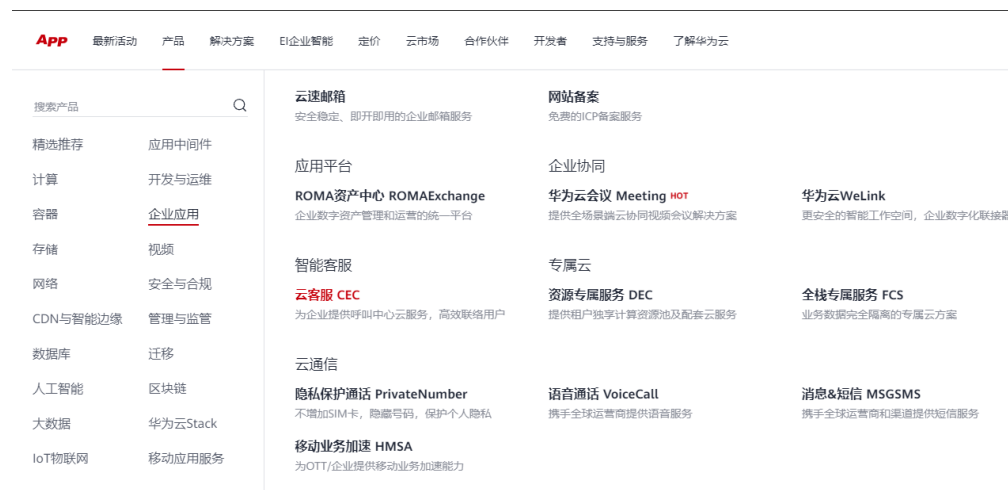 App 最新活动 产品 解决方案 EI企业智能 定价 云市场 合作伙伴 开发者 支持与服务 了解华为云
搜索产品
精选推荐 应用中间件
计算 开发与运维
容器 企业应用
存储 视频
网络 安全与合规
CDN与智能边缘 管理与监管
数据库 迁移
人工智能 区块链
大数据 华为云Stack
IoT物联网 移动应用服务
云速邮箱 网站备案
安全稳定、即开即用的企业邮箱服务 免费的ICP备案服务
应用平台 企业协同
ROMA资产中心 ROMAExchange 华为云会议 Meeting HOT 华为云WeLink
企业数字资产管理和运营的统一平台 提供全场景端云协同视频会议解决方案 更安全的智能工作空间，企业数字化联接器
智能客服 专属云
云客服 CEC 资源专属服务 DEC 全栈专属服务 FCS
为企业提供呼叫中心云服务，高效联络用户 提供租户独享计算资源池及配套云服务 业务数据完全隔离的专属云方案
云通信
隐私保护通话 PrivateNumber 语音通话 VoiceCall 消息&短信 MSGSMS
不增加SIM卡，隐藏号码，保护个人隐私 携手全球运营商提供语音服务 携手全球运营商和渠道提供短信服务
移动业务加速 HMSA
为OTT/企业提供移动业务加速能力